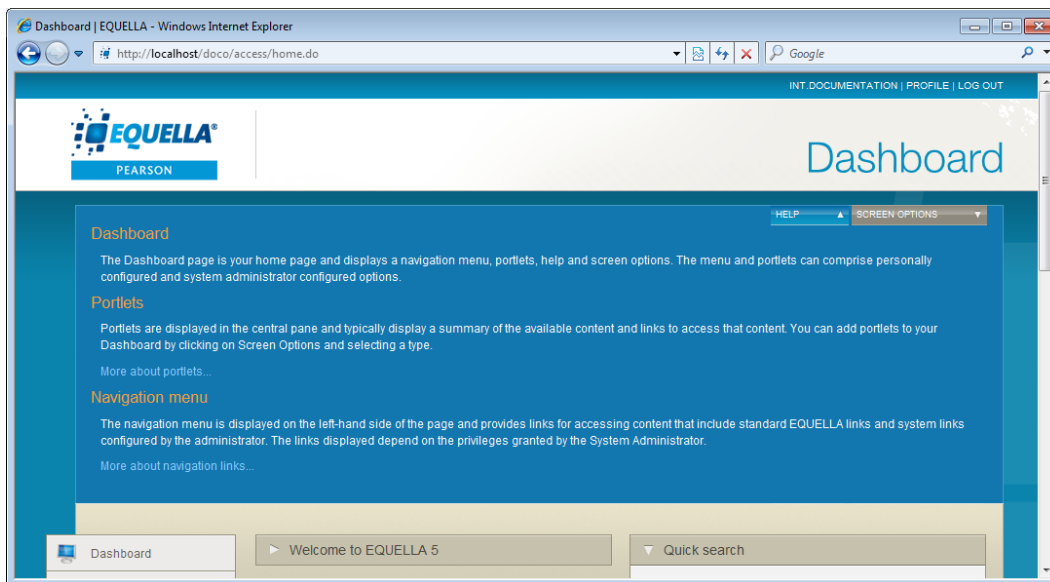 Dashboard | EQUELLA - Windows Internet Explorer
http://localhost/doco/access/home.do
Google
INT.DOCUMENTATION | PROFILE | LOG OUT
EQUELLA®
PEARSON
Dashboard
HELP
SCREEN OPTIONS
Dashboard
The Dashboard page is your home page and displays a navigation menu, portlets, help and screen options. The menu and portlets can comprise personally
configured and system administrator configured options.
Portlets
Portlets are displayed in the central pane and typically display a summary of the available content and links to access that content. You can add portlets to your
Dashboard by clicking on Screen Options and selecting a type.
More about portlets...
Navigation menu
The navigation menu is displayed on the left-hand side of the page and provides links for accessing content that include standard EQUELLA links and system links
configured by the administrator. The links displayed depend on the privileges granted by the System Administrator.
More about navigation links...
Dashboard
Welcome to EQUELLA 5
Quick search